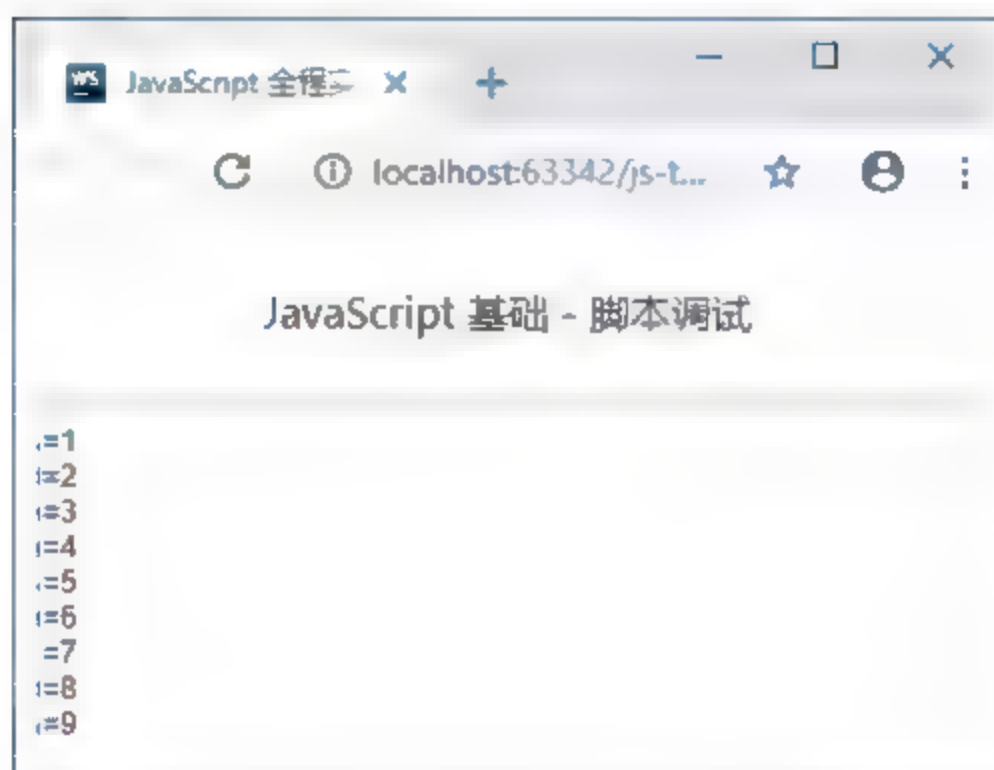 JavaScript 全程
localhost:63342/js-t...
JavaScript 基础 - 脚本调试
i=1
i=2
i=3
i=4
i=5
i=6
=7
i=8
i=9